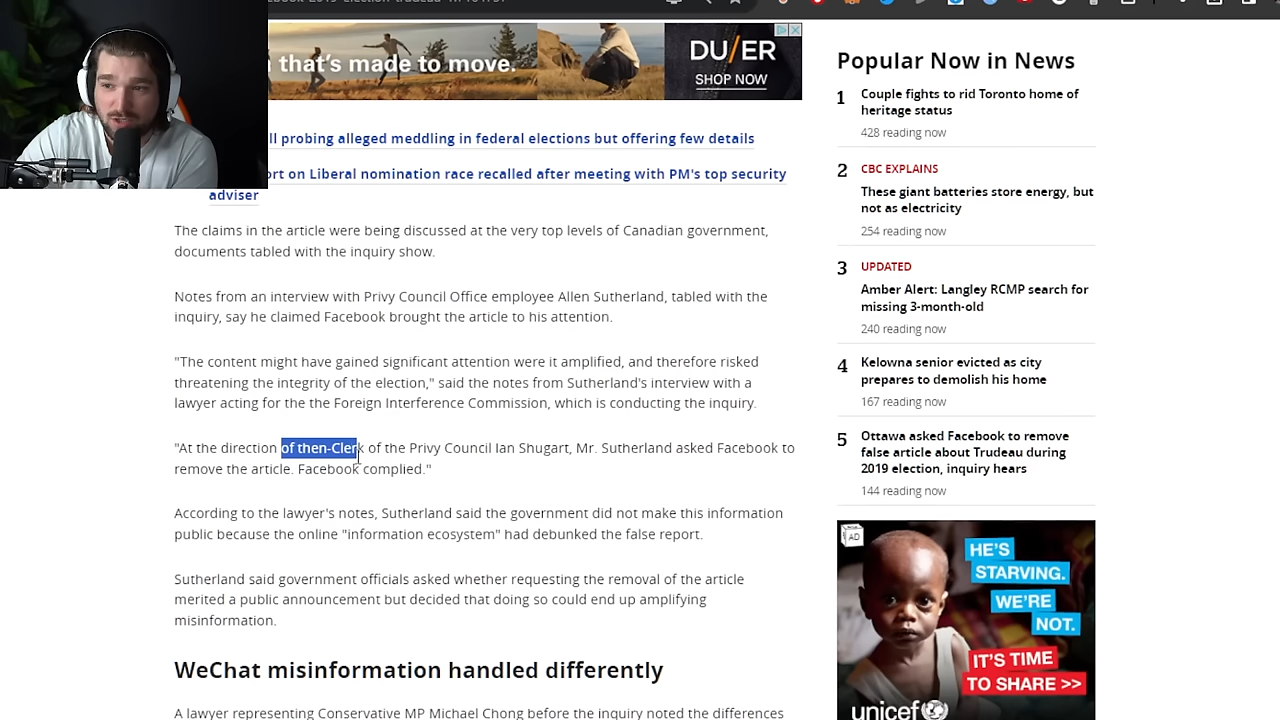 that's made to move.
DU/ER
SHOP NOW
ll probing alleged meddling in federal elections but offering few details
ort on Liberal nomination race recalled after meeting with PM's top security
adviser
The claims in the article were being discussed at the very top levels of Canadian government,
documents tabled with the inquiry show.
Notes from an interview with Privy Council Office employee Allen Sutherland, tabled with the
inquiry, say he claimed Facebook brought the article to his attention.
"The content might have gained significant attention were it amplified, and therefore risked
threatening the integrity of the election," said the notes from Sutherland's interview with a
lawyer acting for the the Foreign Interference Commission, which is conducting the inquiry.
"At the direction of then-Clerk of the Privy Council Ian Shugart, Mr. Sutherland asked Facebook to
remove the article. Facebook complied."
According to the lawyer's notes, Sutherland said the government did not make this information
public because the online "information ecosystem" had debunked the false report.
Sutherland said government officials asked whether requesting the removal of the article
merited a public announcement but decided that doing so could end up amplifying
misinformation.
WeChat misinformation handled differently
A lawyer representing Conservative MP Michael Chong before the inquiry noted the differences
Popular Now in News
1 Couple fights to rid Toronto home of
heritage status
428 reading now
2 CBC EXPLAINS
These giant batteries store energy, but
not as electricity
254 reading now
3 UPDATED
Amber Alert: Langley RCMP search for
missing 3-month-old
240 reading now
4 Kelowna senior evicted as city
prepares to demolish his home
167 reading now
5 Ottawa asked Facebook to remove
false article about Trudeau during
2019 election, inquiry hears
144 reading now
AD
HE'S
STARVING.
WE'RE
NOT.
IT'S TIME
TO SHARE >>
unicef